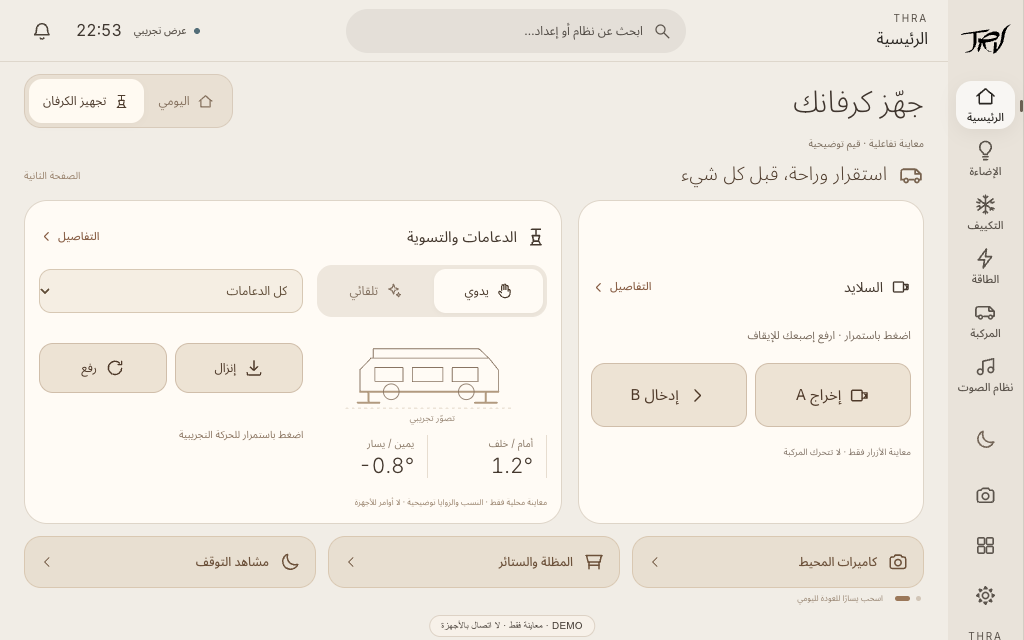 THRA
الرئيسية
ابحث عن نظام أو إعداد...
عرض تجريبي
22:53
الرئيسية
الإضاءة
التكييف
الطاقة
المركبة
نظام الصوت
THRA
جهّز كرفانك
اليومي
تجهيز الكرفان
معاينة تفاعلية · قيم توضيحية
استقرار وراحة، قبل كل شيء
الصفحة الثانية
السلايد
التفاصيل
اضغط باستمرار · ارفع إصبعك للإيقاف
إخراج A
إدخال B
معاينة الأزرار فقط · لا تتحرك المركبة
الدعامات والتسوية
التفاصيل
يدوي
تلقائي
كل الدعامات
إنزال
رفع
تصوّر تجريبي
اضغط باستمرار للحركة التجريبية
أمام / خلف
يمين / يسار
1.2°
-0.8°
معاينة محلية فقط · النسب والزوايا توضيحية · لا أوامر للأجهزة
كاميرات المحيط
المظلة والستائر
مشاهد التوقف
اسحب يسارًا للعودة لليومي
DEMO · معاينة فقط · لا اتصال بالأجهزة